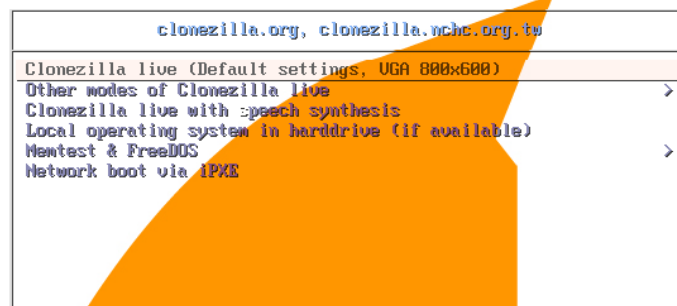 clonezilla.org, clonezilla.nchc.org.tw
Clonezilla live (Default settings, VGA 800x600)
Other modes of Clonezilla live >
Clonezilla live with speech synthesis
Local operating system in harddrive (if available)
Memtest & FreeDOS >
Network boot via iPXE